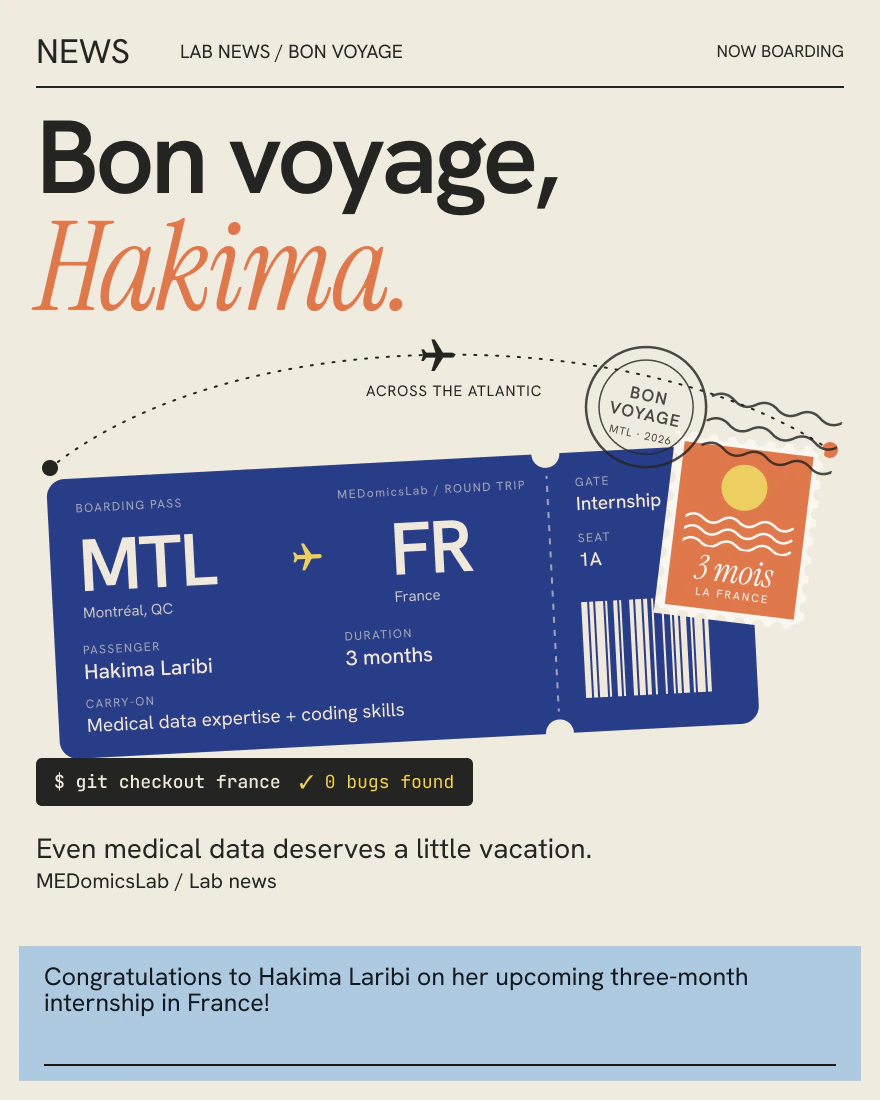 NEWS
LAB NEWS / BON VOYAGE
NOW BOARDING
Bon voyage,
Hakima.
ACROSS THE ATLANTIC
BON
VOYAGE
MTL · 2026
BOARDING PASS
MEDomicsLab / ROUND TRIP
MTL
FR
Montréal, QC
France
PASSENGER
Hakima Laribi
DURATION
3 months
CARRY-ON
Medical data expertise + coding skills
GATE
Internship
SEAT
1A
3 mois
LA FRANCE
$ git checkout france ✓ 0 bugs found
Even medical data deserves a little vacation.
MEDomicsLab / Lab news
Congratulations to Hakima Laribi on her upcoming three-month
internship in France!